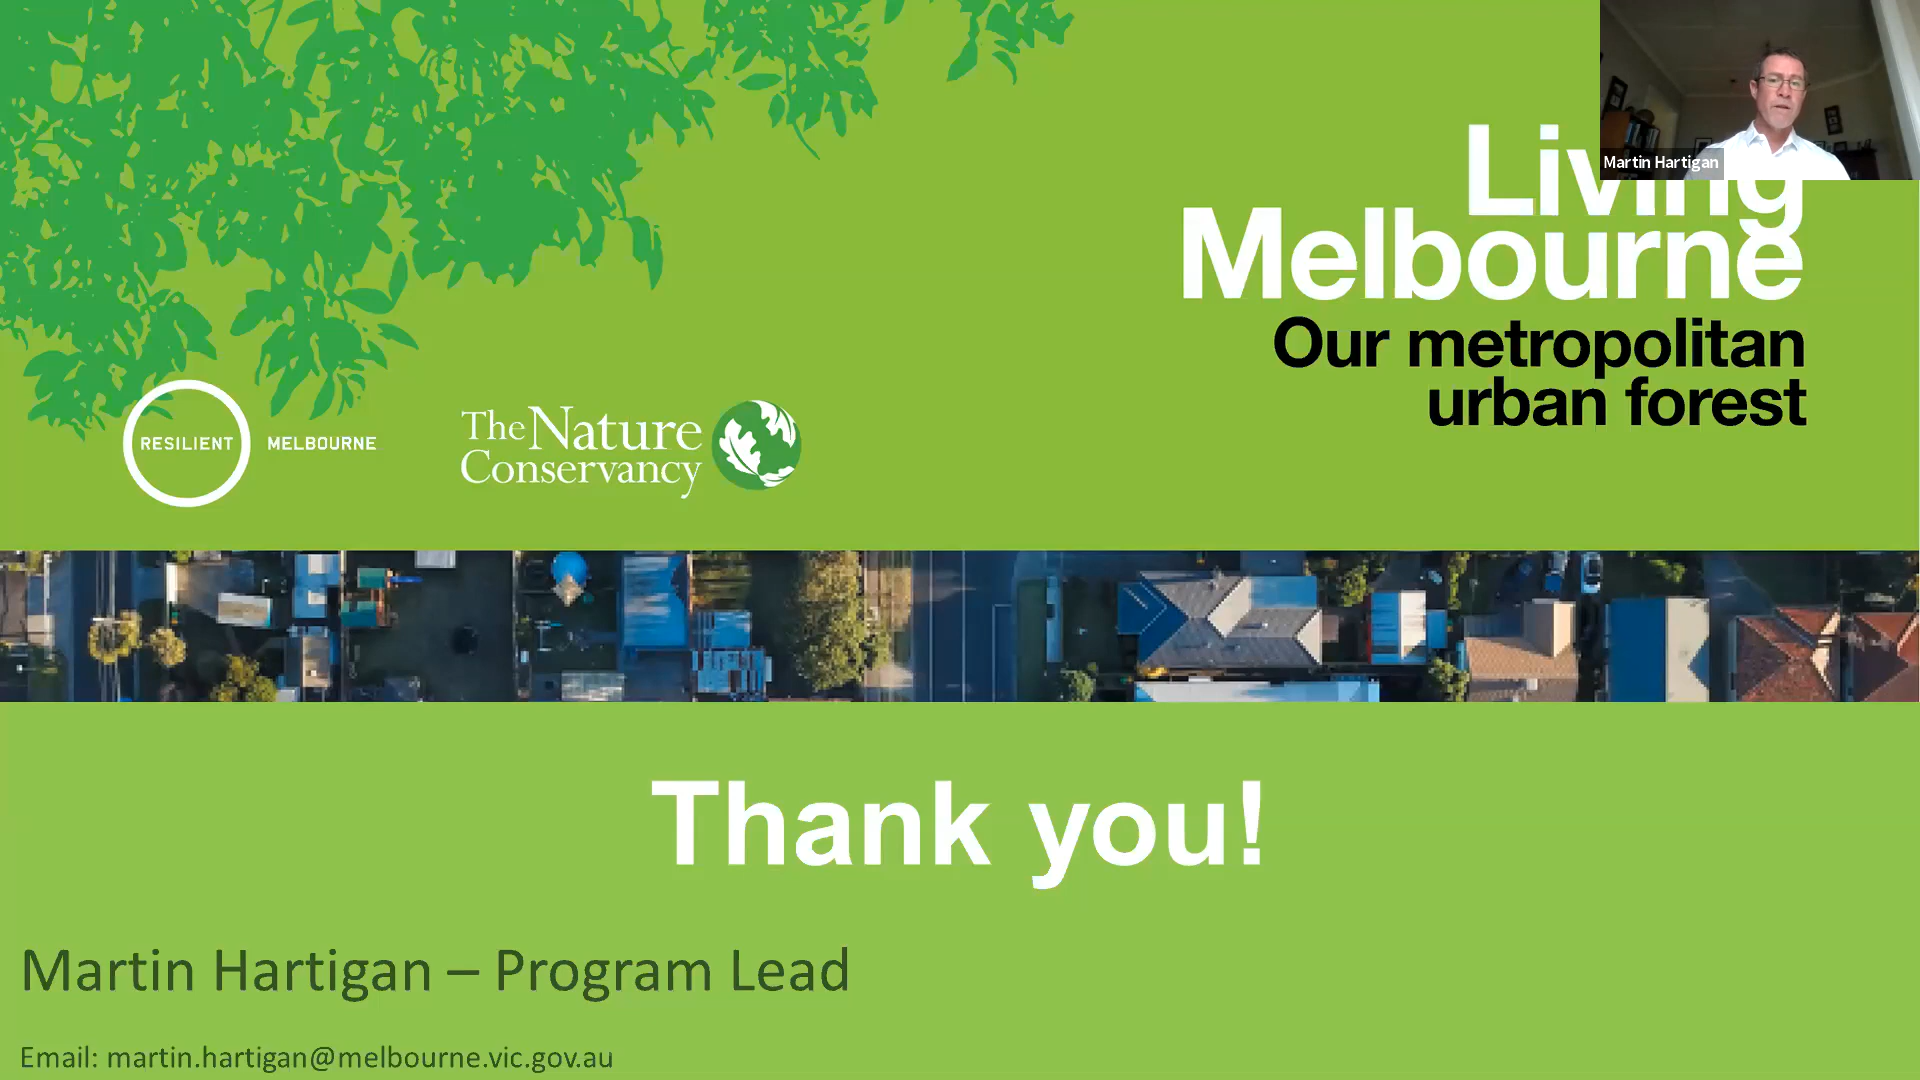 Martin Hartigan
Living
Melbourne
Our metropolitan
urban forest
RESILIENT MELBOURNE
The Nature
Conservancy
Thank you!
Martin Hartigan – Program Lead
Email: martin.hartigan@melbourne.vic.gov.au